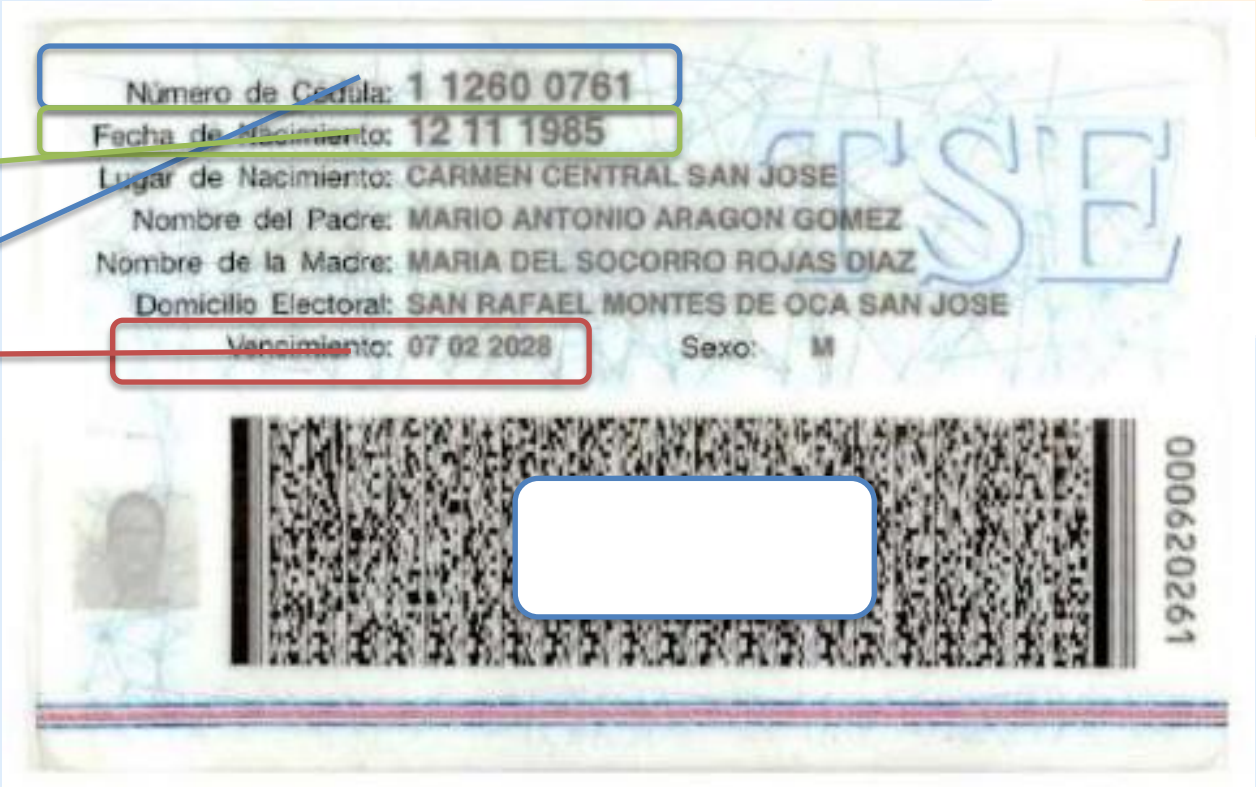 Número de Cédula: 1 1260 0761
Fecha de Nacimiento: 12 11 1985
Lugar de Nacimiento: CARMEN CENTRAL SAN JOSE
Nombre del Padre: MARIO ANTONIO ARAGON GOMEZ
Nombre de la Madre: MARIA DEL SOCORRO ROJAS DIAZ
Domicilio Electoral: SAN RAFAEL MONTES DE OCA SAN JOSE
Vencimiento: 07 02 2028 Sexo: M
TSE
000620261